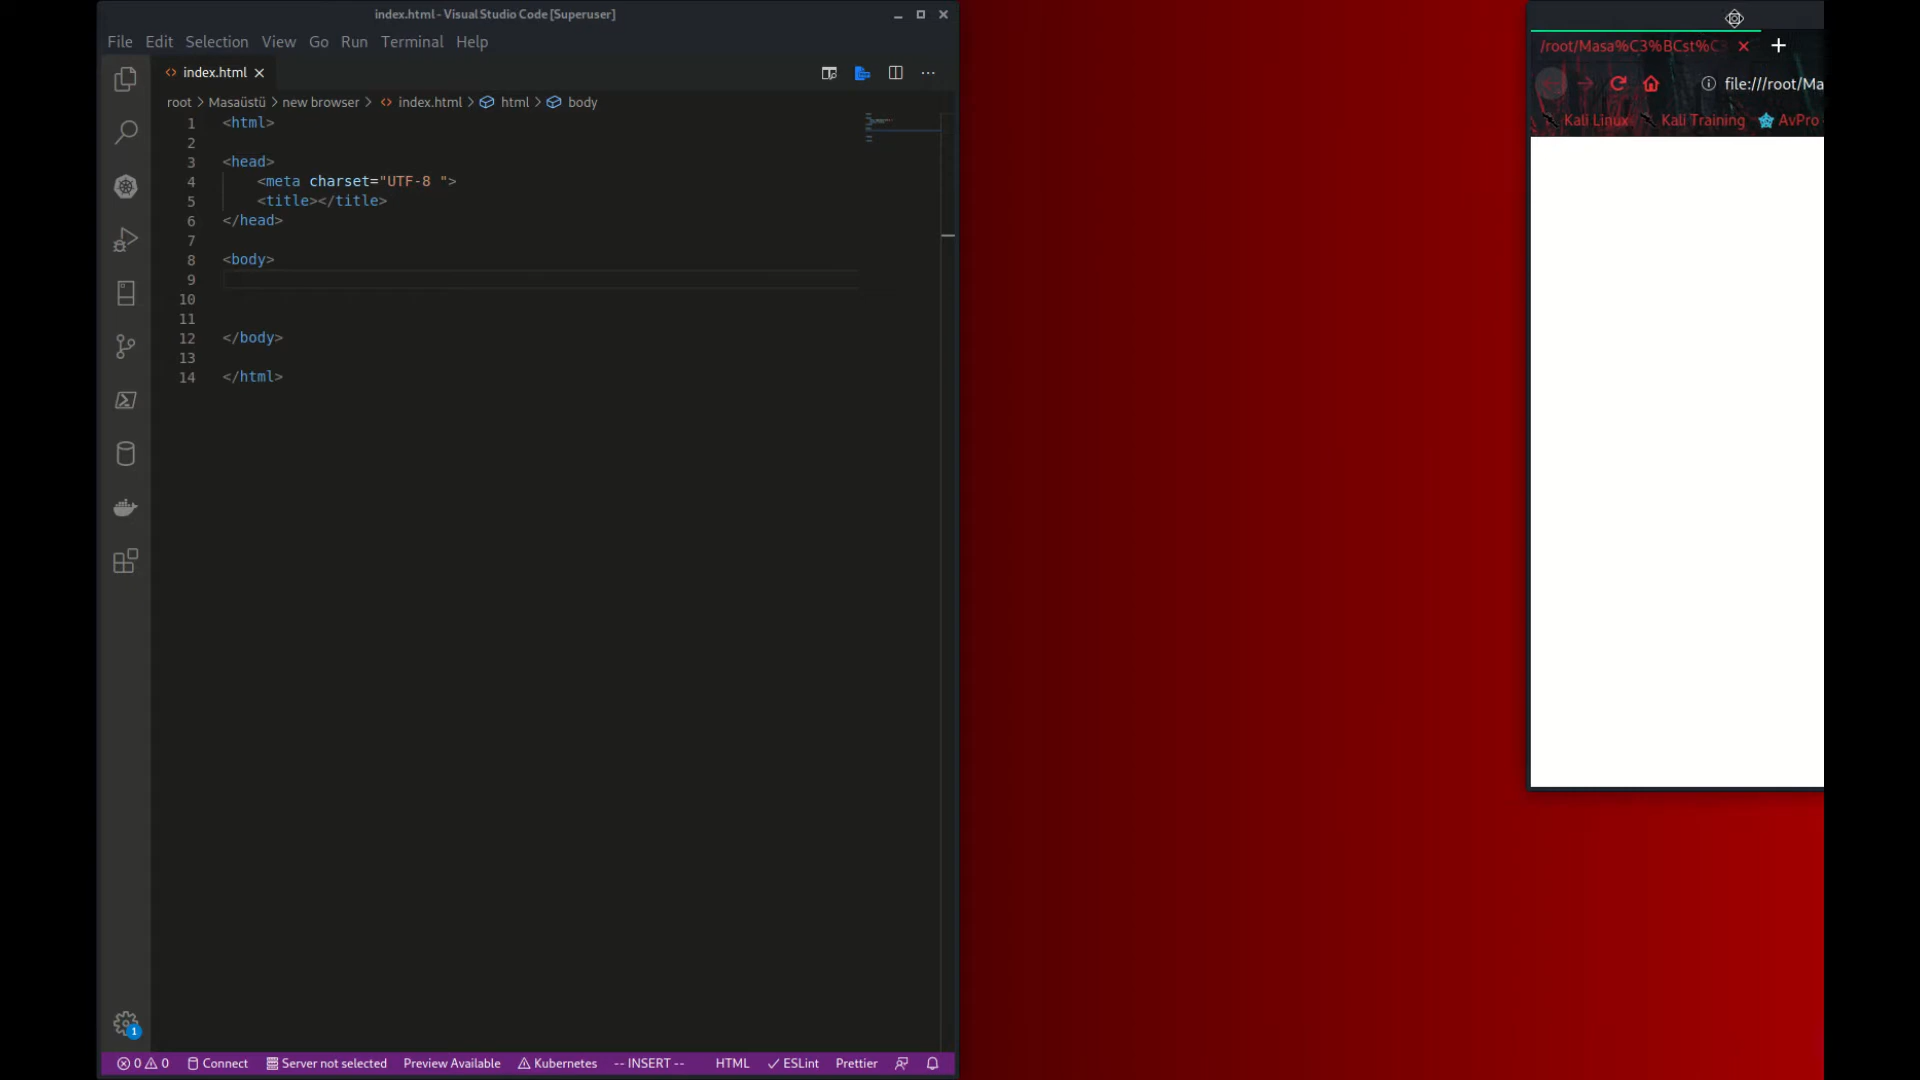 index.html - Visual Studio Code [Superuser]
File Edit Selection View Go Run Terminal Help
index.html
root > Masaüstü > new browser > index.html > html > body
1 <html>
2
3 <head>
4 <meta charset="UTF-8 ">
5 <title></title>
6 </head>
7
8 <body>
9
10
11
12 </body>
13
14 </html>
1
0 0 Connect Server not selected Preview Available Kubernetes -- INSERT -- HTML ESLint Prettier
/root/Masa%C3%BCst%C
file:///root/Ma
Kali Linux Kali Training AvPro